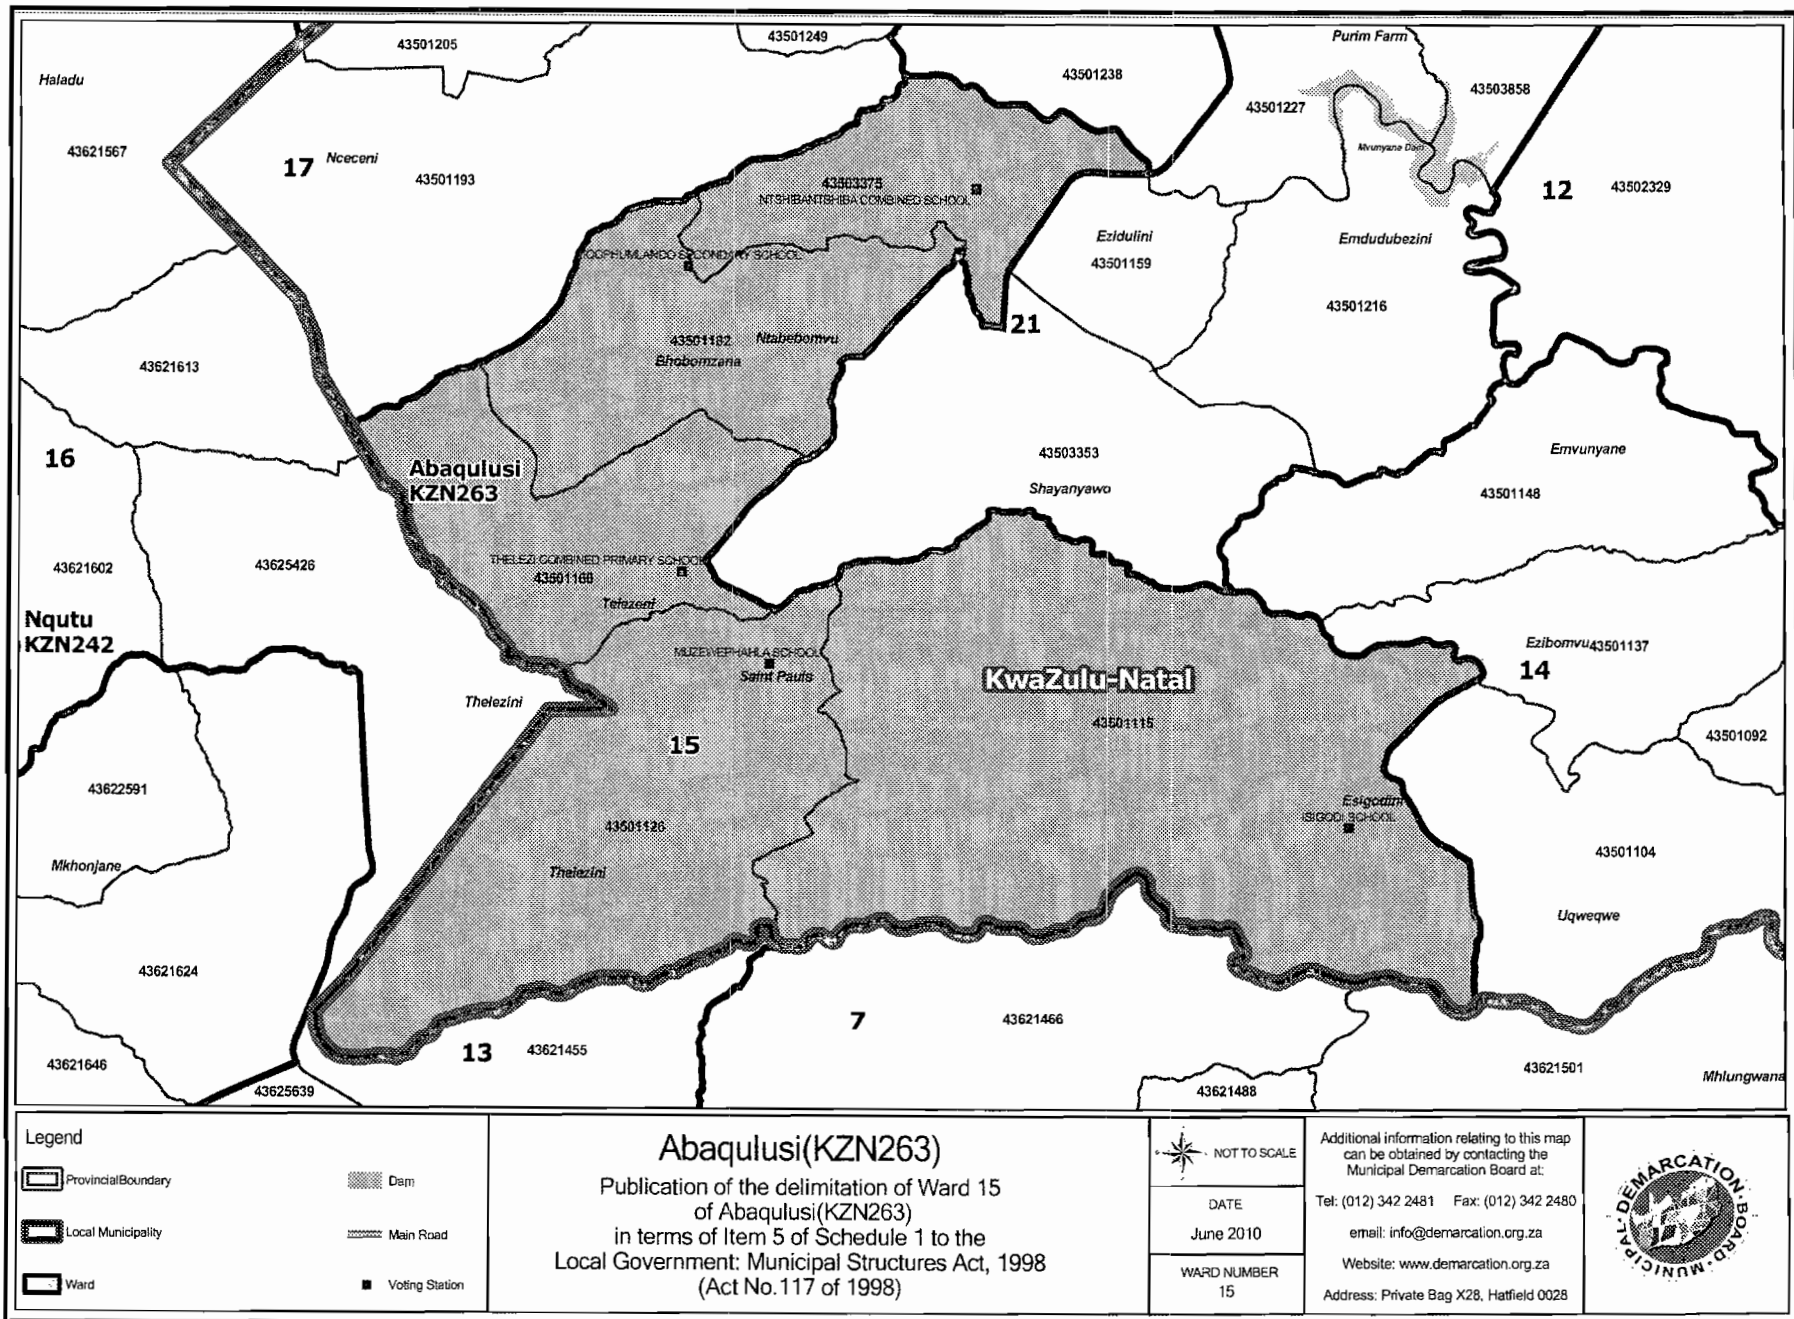 43501205
43501249
Purim Farm
Haladu
43501238
43503858
43501227
43621567
17
Nceceni
43501193
Mvunyane Dam
43503375
NTSHIBANTSHIBA COMBINED SCHOOL
12
43502329
Ezidulini
43501159
Emdudubezini
SECONDARY SCHOOL
43501216
21
43501182
Ntabebomvu
Bhobomzana
43621613
16
Abaqulusi
KZN263
43503353
Shayanyawo
Emvunyane
43501148
43621602
43625426
THELEZI COMBINED PRIMARY SCHOOL
43501160
Telezeni
Nqutu
KZN242
MUZEWEPHAHLA SCHOOL
Saint Pauls
KwaZulu-Natal
Ezibomvu
43501137
14
Thelezini
43501115
15
43501092
43622591
43501126
Esigodini
ISIGODI SCHOOL
43501104
Mkhonjane
Thelezini
Uqweqwe
43621624
7
43621466
13
43621455
43621646
43625639
43621488
43621501
Mhlungwana
Legend
ProvincialBoundary
Local Municipality
Ward
Dam
Main Road
Voting Station
Abaqulusi(KZN263)
Publication of the delimitation of Ward 15
of Abaqulusi(KZN263)
in terms of Item 5 of Schedule 1 to the
Local Government: Municipal Structures Act, 1998
(Act No.117 of 1998)
NOT TO SCALE
DATE
June 2010
WARD NUMBER
15
Additional information relating to this map
can be obtained by contacting the
Municipal Demarcation Board at:
Tel: (012) 342 2481 Fax: (012) 342 2480
email: info@demarcation.org.za
Website: www.demarcation.org.za
Address: Private Bag X28, Hatfield 0028
MUNICIPAL DEMARCATION BOARD